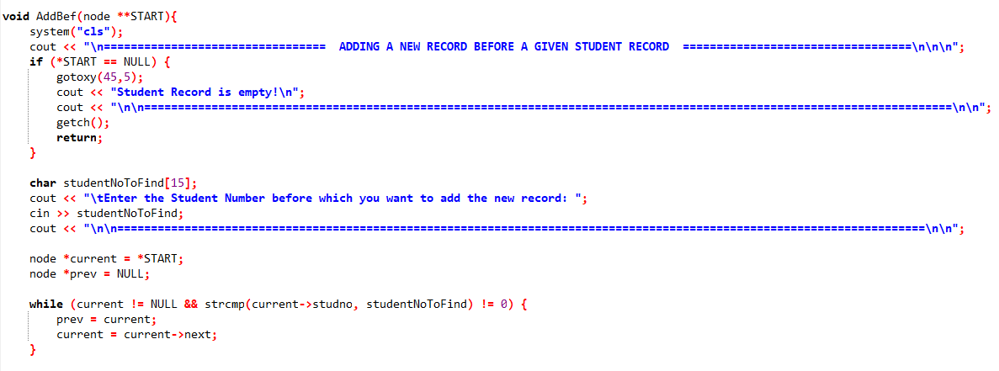 void AddBef(node **START){
system("cls");
cout << "\n=================================  ADDING A NEW RECORD BEFORE A GIVEN STUDENT RECORD  ==================================\n\n\n";
if (*START == NULL) {
gotoxy(45,5);
cout << "Student Record is empty!\n";
cout << "\n\n========================================================================================================================\n\n";
getch();
return;
}
char studentNoToFind[15];
cout << "\tEnter the Student Number before which you want to add the new record: ";
cin >> studentNoToFind;
cout << "\n\n========================================================================================================================\n\n";
node *current = *START;
node *prev = NULL;
while (current != NULL && strcmp(current->studno, studentNoToFind) != 0) {
prev = current;
current = current->next;
}